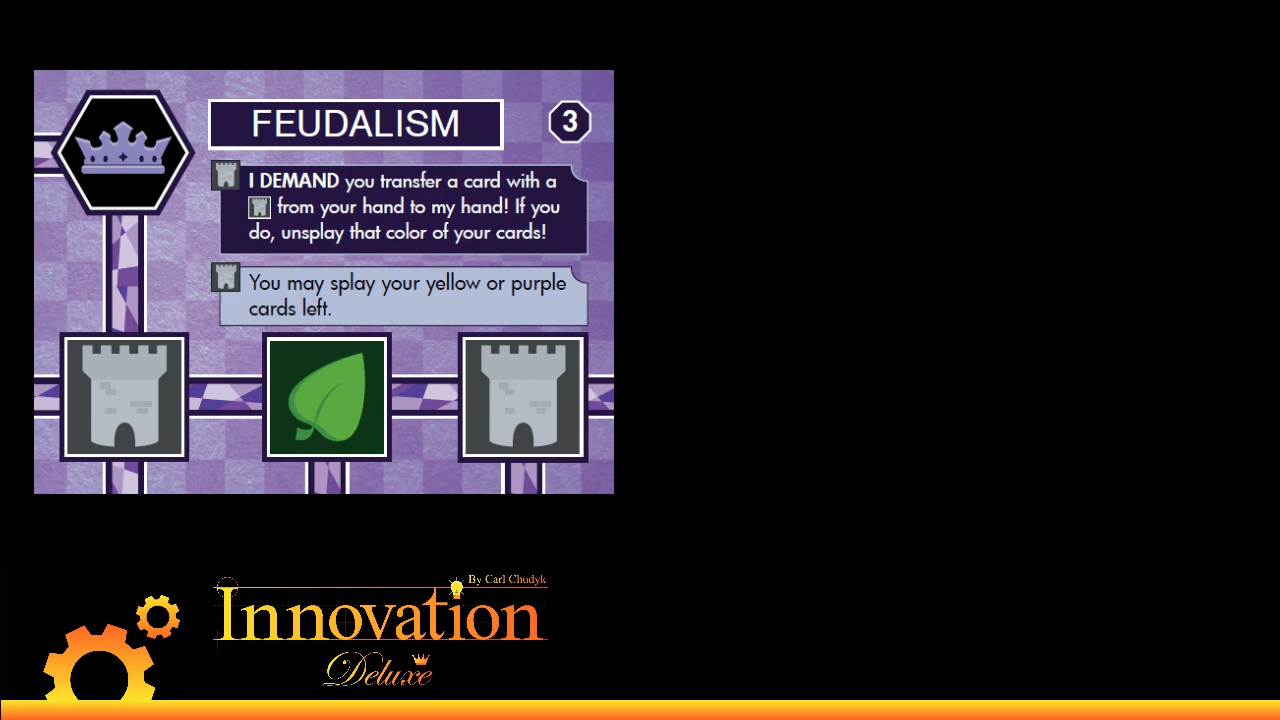 FEUDALISM
3
I DEMAND you transfer a card with a
from your hand to my hand! If you
do, unsplay that color of your cards!
You may splay your yellow or purple
cards left.
By Carl Chudyk
Innovation
Deluxe